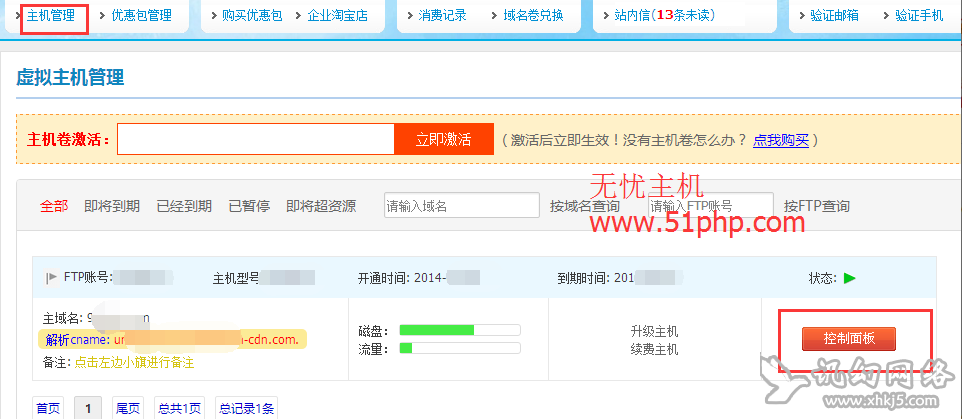 主机管理 优惠包管理 购买优惠包 企业淘宝店 消费记录 域名卷兑换 站内信(13条未读) 验证邮箱 验证手机
虚拟主机管理
主机卷激活: 立即激活 (激活后立即生效!没有主机卷怎么办? 点我购买)
无忧主机
全部 即将到期 已经到期 已暂停 即将超资源 请输入域名 按域名查询 请输入FTP账号 按FTP查询
www.51php.com
FTP账号: 主机型号 开通时间: 2014- 到期时间: 201 状态:
主域名: 9
解析cname: -cdn.com.
备注: 点击左边小旗进行备注
磁盘:
流量:
升级主机
续费主机
控制面板
讯幻网络
www.xhkj5.com
首页 1 尾页 总共1页 总记录1条